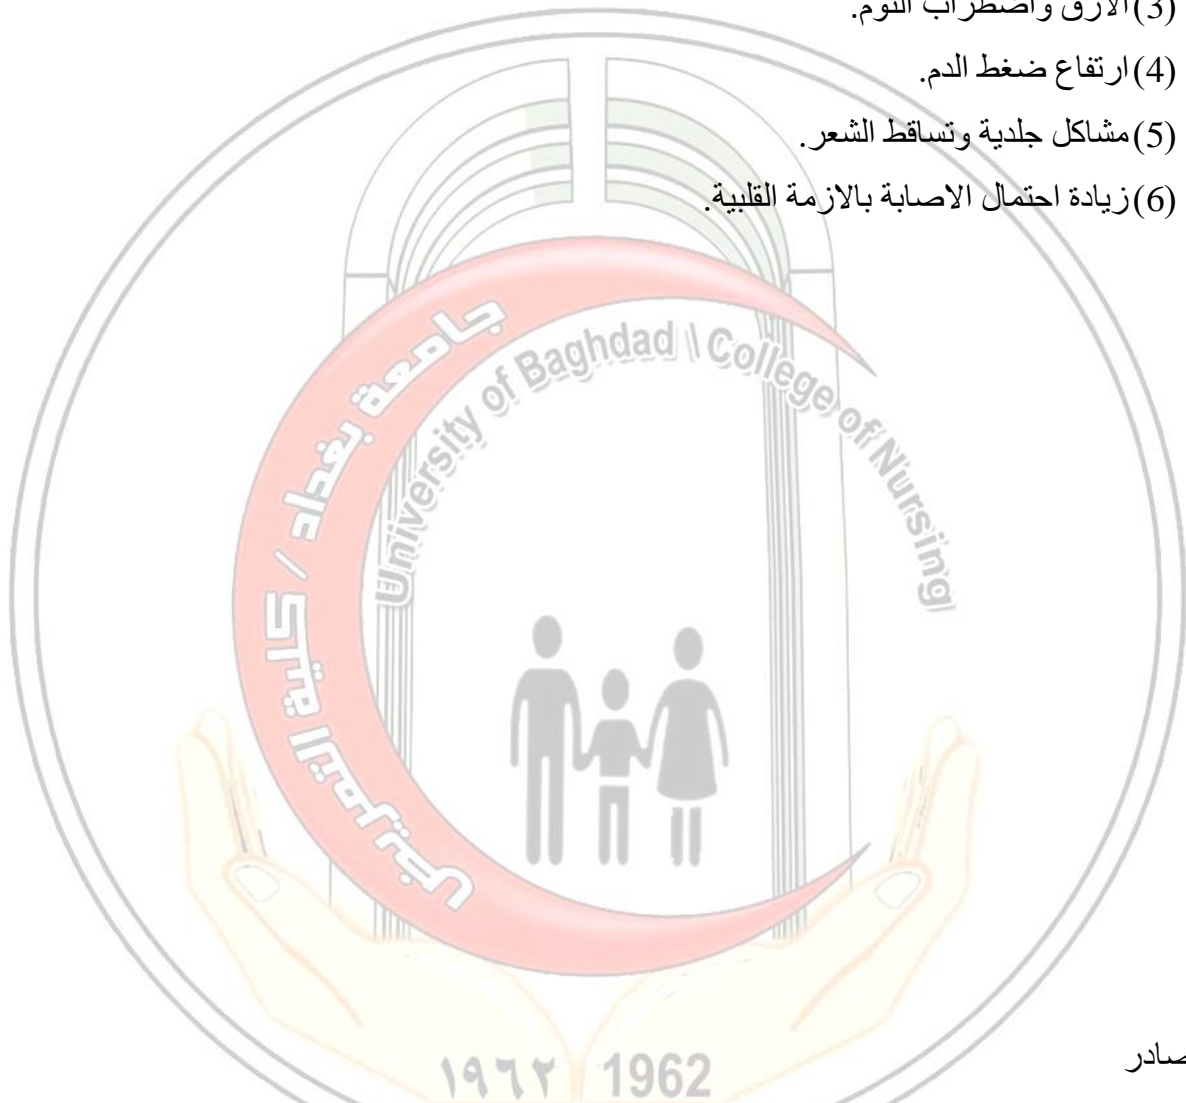 (3) الارق واضطراب النوم.
(4) ارتفاع ضغط الدم.
(5) مشاكل جلدية وتساقط الشعر.
(6) زيادة احتمال الاصابة بالازمة القلبية.
جامعة بغداد / كلية التمريض
University of Baghdad \ College of Nursing
١٩٦٢ 1962